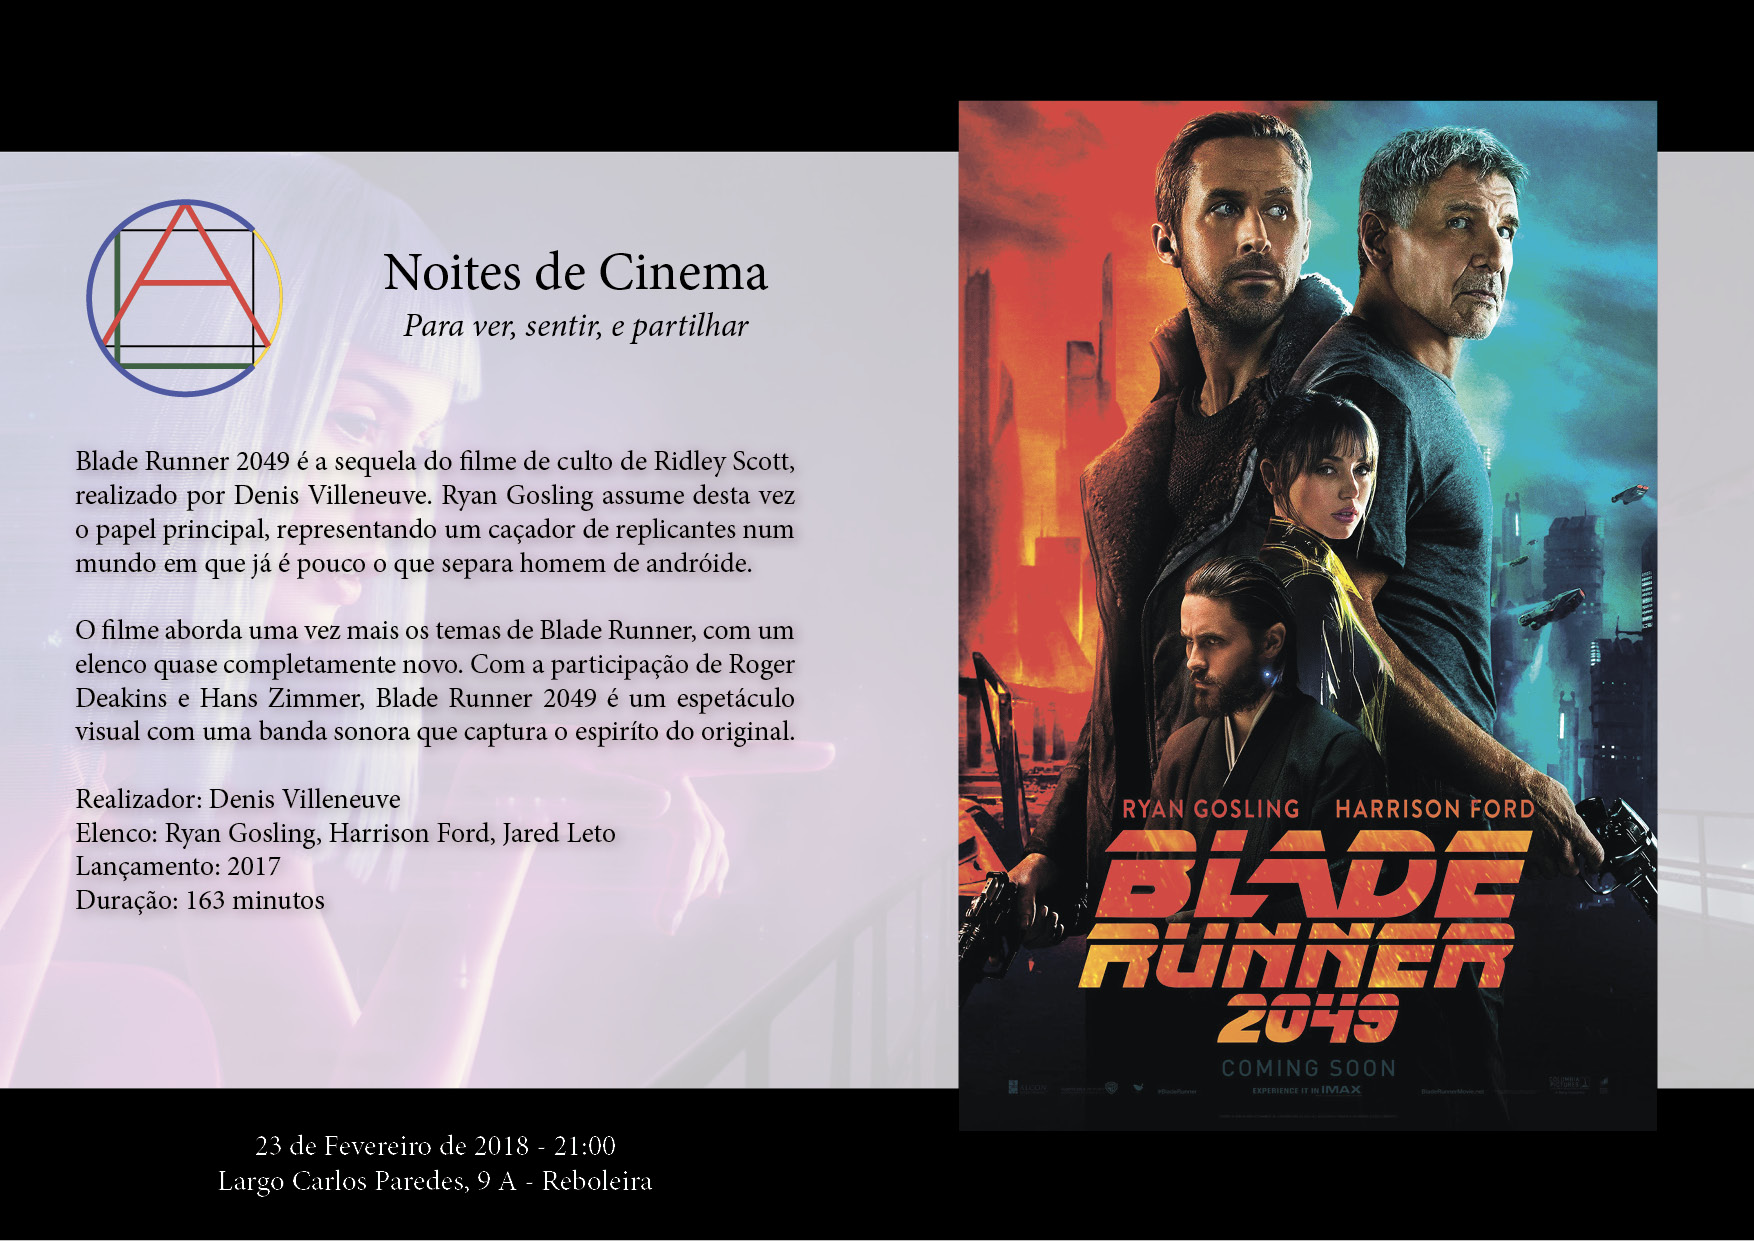 Noites de Cinema
Para ver, sentir, e partilhar
Blade Runner 2049 é a sequela do filme de culto de Ridley Scott,
realizado por Denis Villeneuve. Ryan Gosling assume desta vez
o papel principal, representando um caçador de replicantes num
mundo em que já é pouco o que separa homem de andróide.
O filme aborda uma vez mais os temas de Blade Runner, com um
elenco quase completamente novo. Com a participação de Roger
Deakins e Hans Zimmer, Blade Runner 2049 é um espetáculo
visual com uma banda sonora que captura o espiríto do original.
Realizador: Denis Villeneuve
Elenco: Ryan Gosling, Harrison Ford, Jared Leto
Lançamento: 2017
Duração: 163 minutos
23 de Fevereiro de 2018 - 21:00
Largo Carlos Paredes, 9 A - Reboleira
RYAN GOSLING HARRISON FORD
BLADE
RUNNER
2049
COMING SOON
EXPERIENCE IT IN IMAX